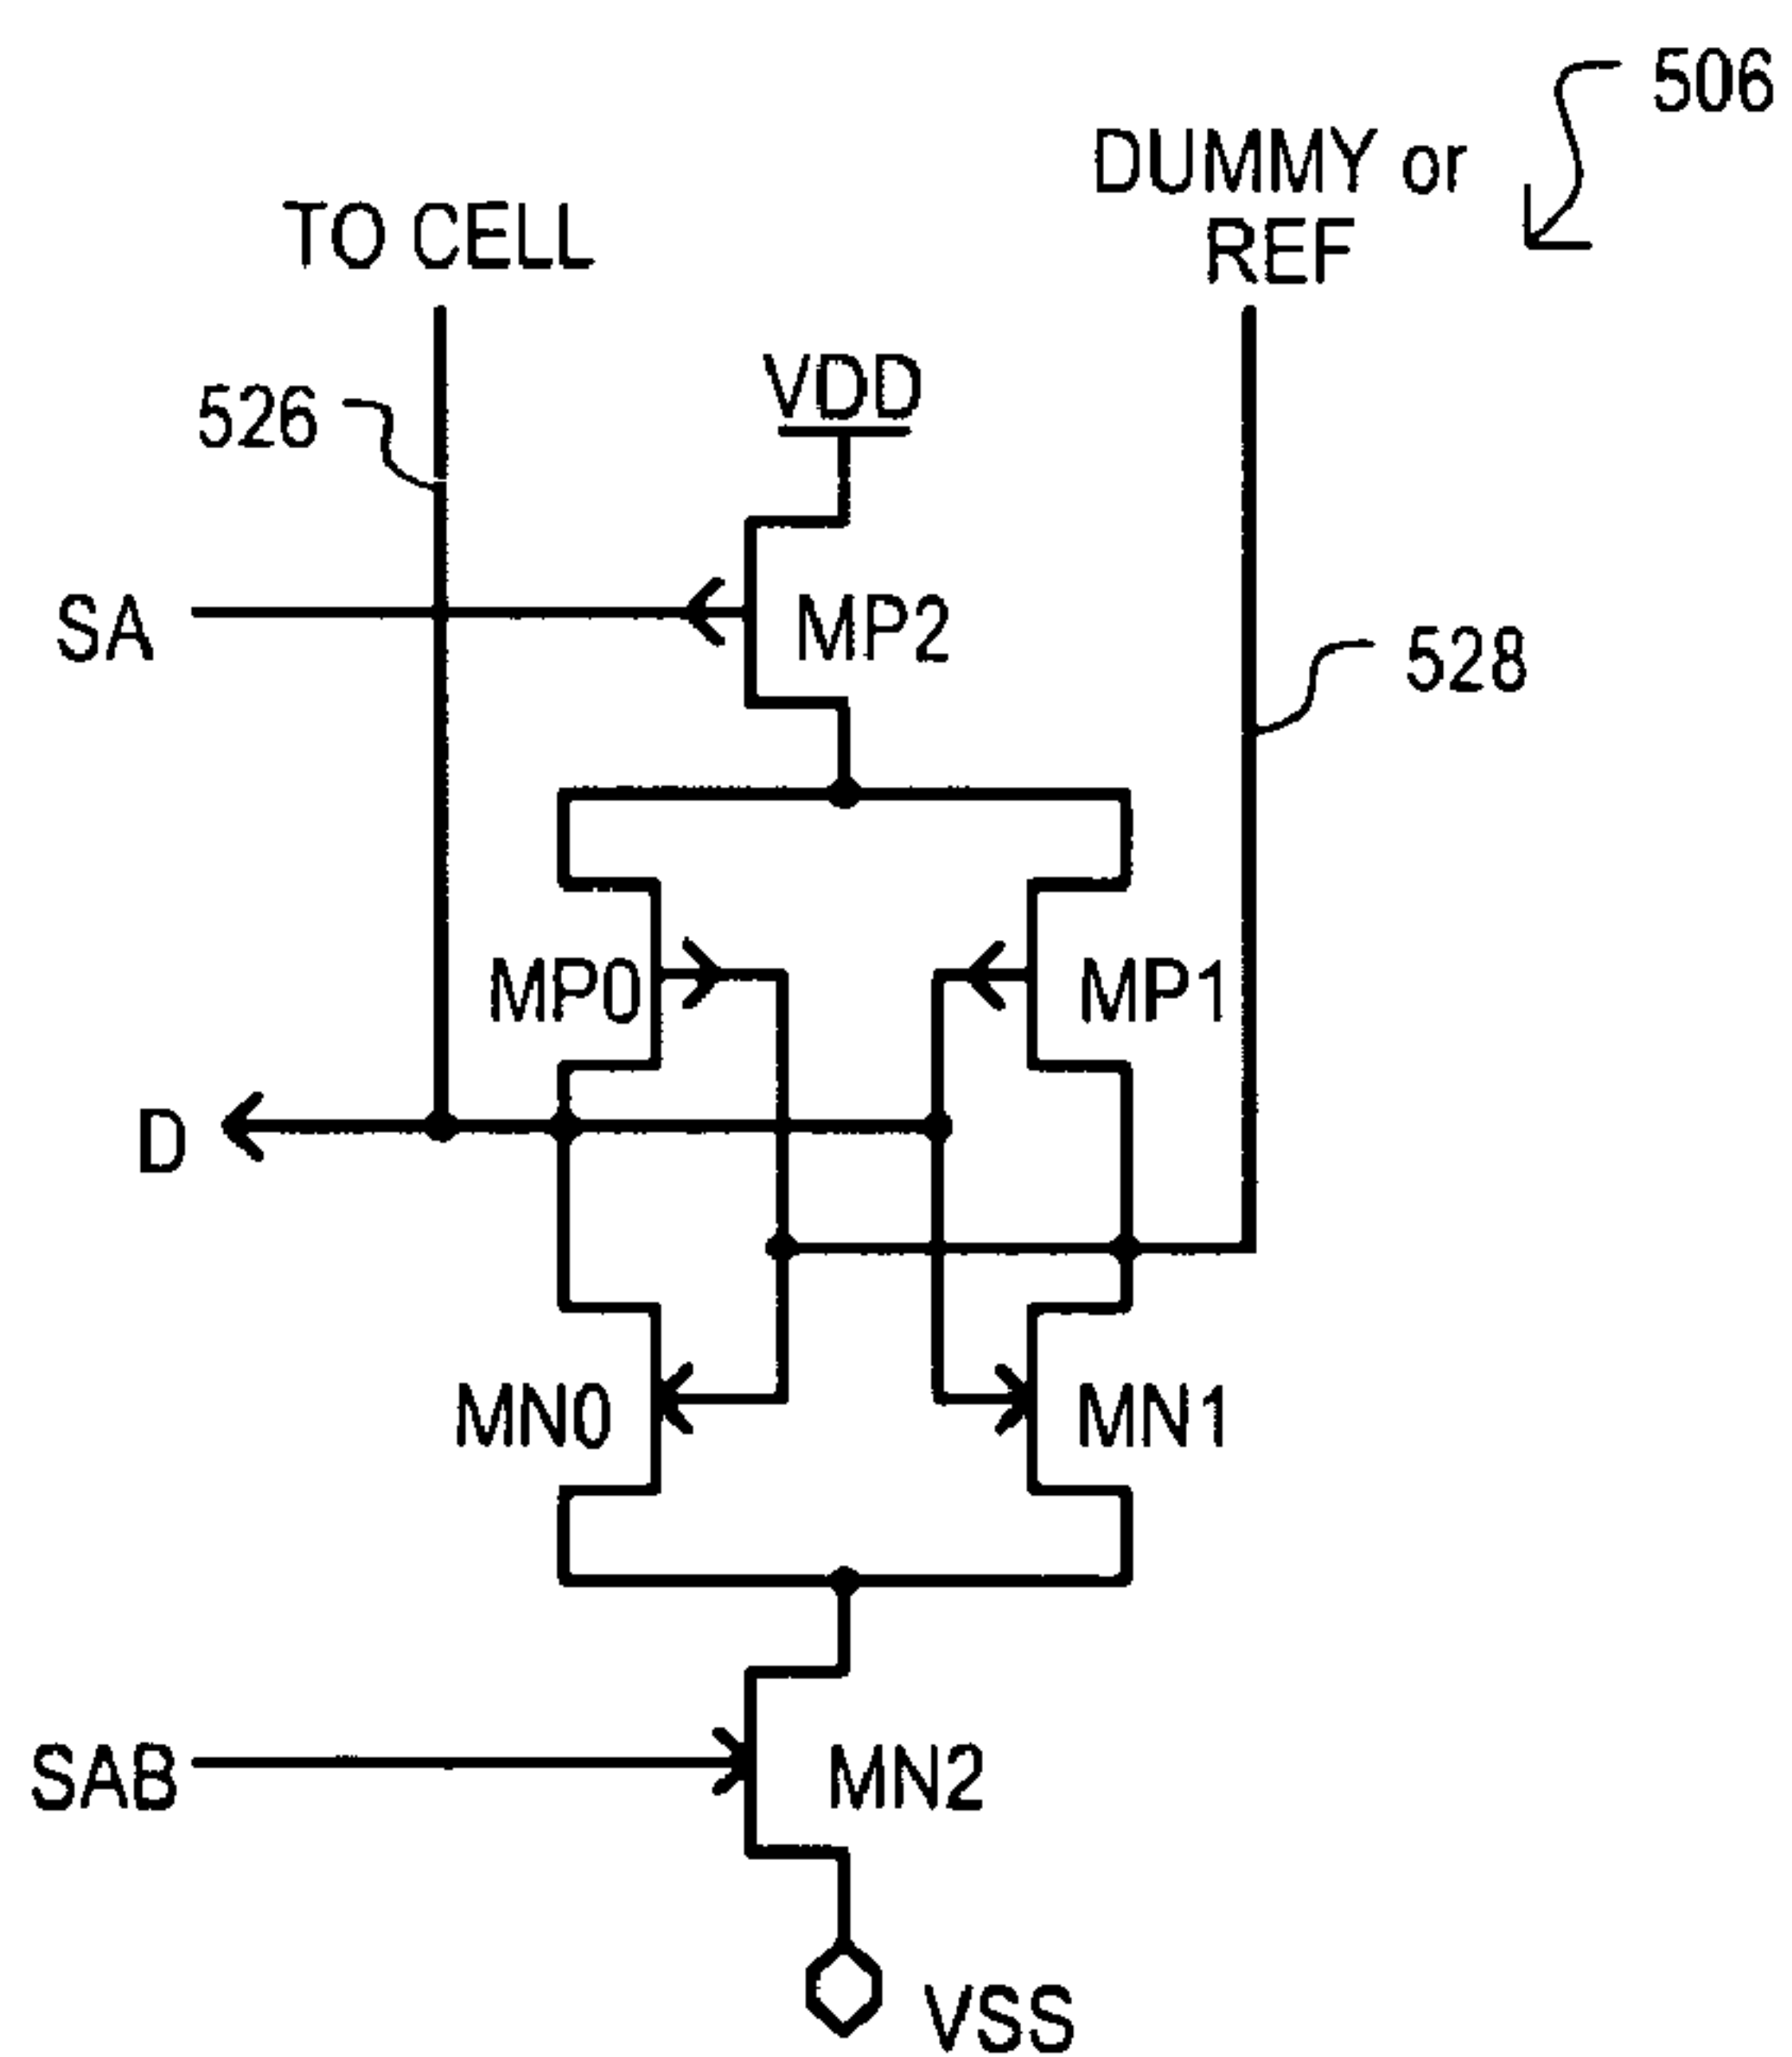 506
DUMMY or
REF
TO CELL
VDD
526
SA
MP2
528
MP0
MP1
D
MN0
MN1
SAB
MN2
VSS